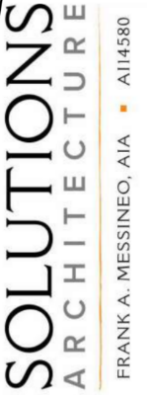 SOLUTIONS
ARCHITECTURE
FRANK A. MESSINEO, AIA ▪ AI14580